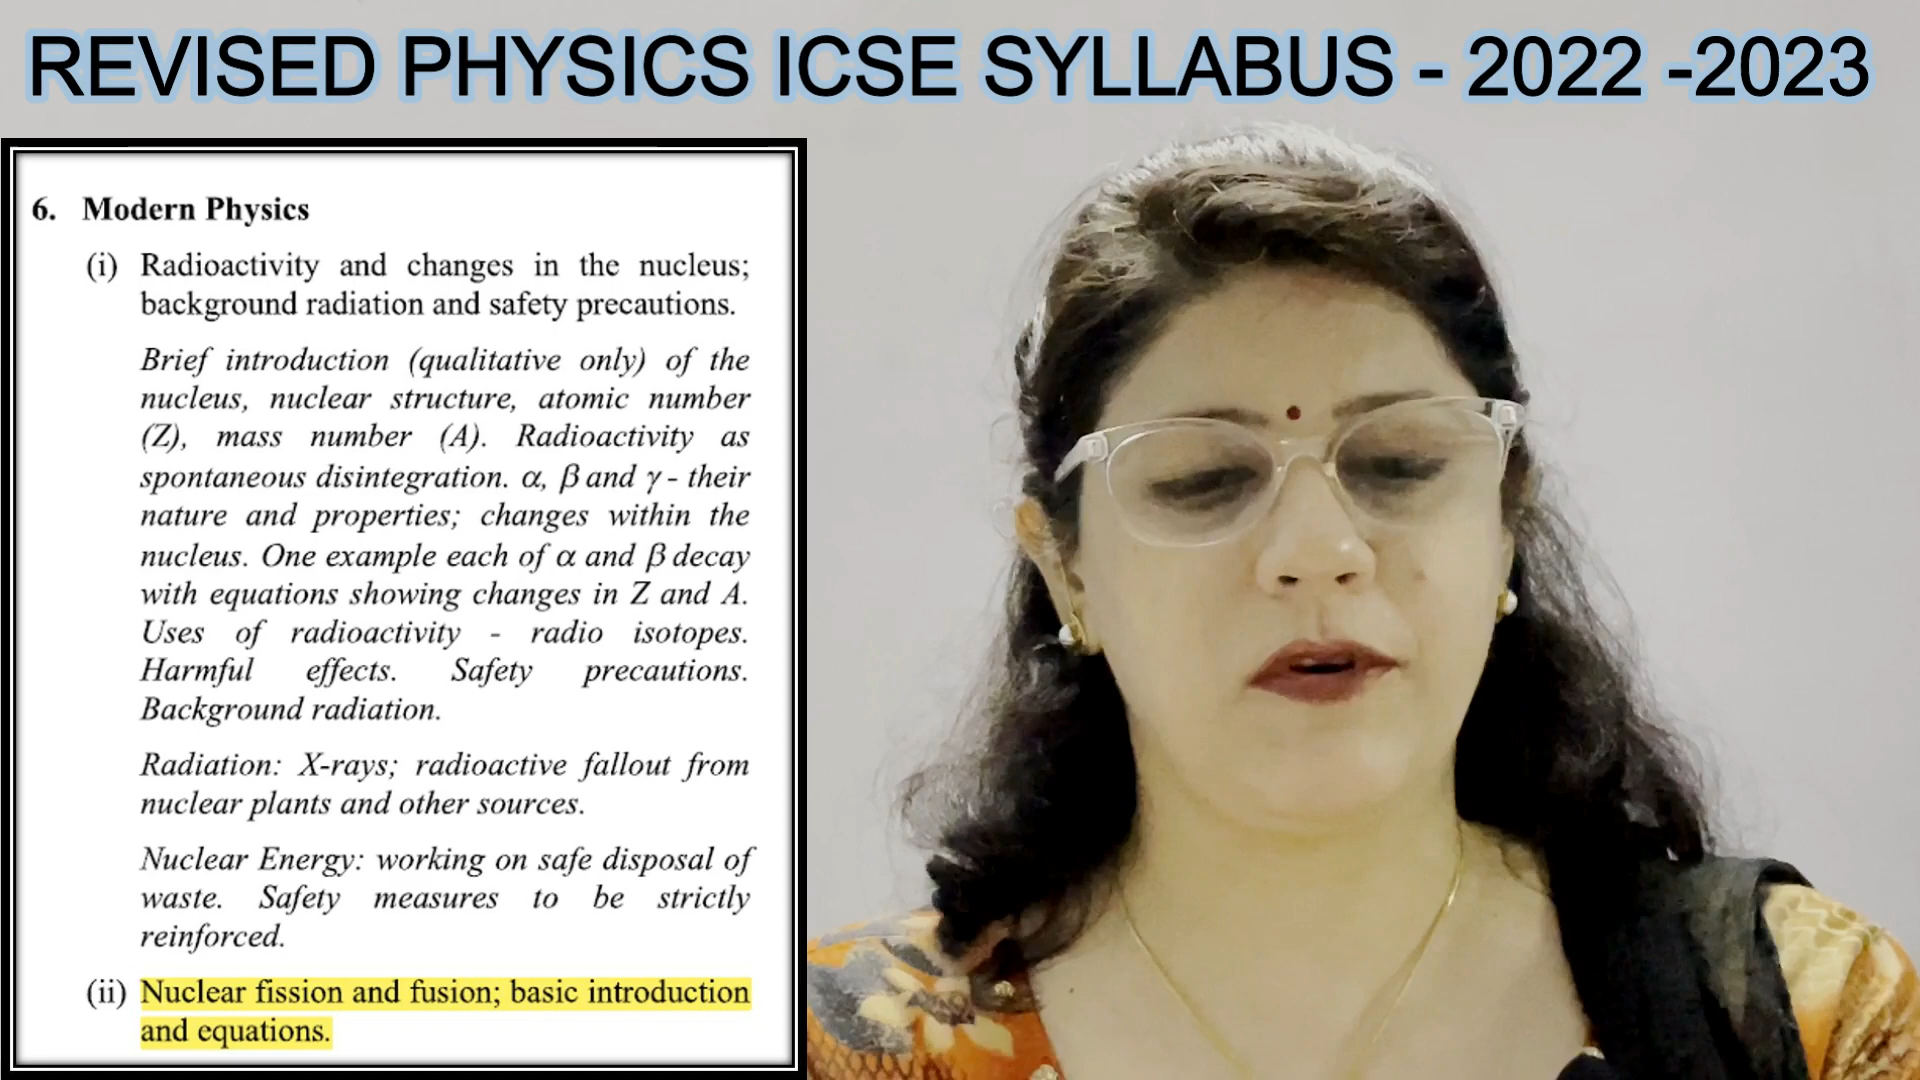 REVISED PHYSICS ICSE SYLLABUS - 2022 -2023
6. Modern Physics
(i) Radioactivity and changes in the nucleus;
background radiation and safety precautions.
Brief introduction (qualitative only) of the
nucleus, nuclear structure, atomic number
(Z), mass number (A). Radioactivity as
spontaneous disintegration. α, β and γ - their
nature and properties; changes within the
nucleus. One example each of α and β decay
with equations showing changes in Z and A.
Uses of radioactivity - radio isotopes.
Harmful effects. Safety precautions.
Background radiation.
Radiation: X-rays; radioactive fallout from
nuclear plants and other sources.
Nuclear Energy: working on safe disposal of
waste. Safety measures to be strictly
reinforced.
(ii) Nuclear fission and fusion; basic introduction
and equations.